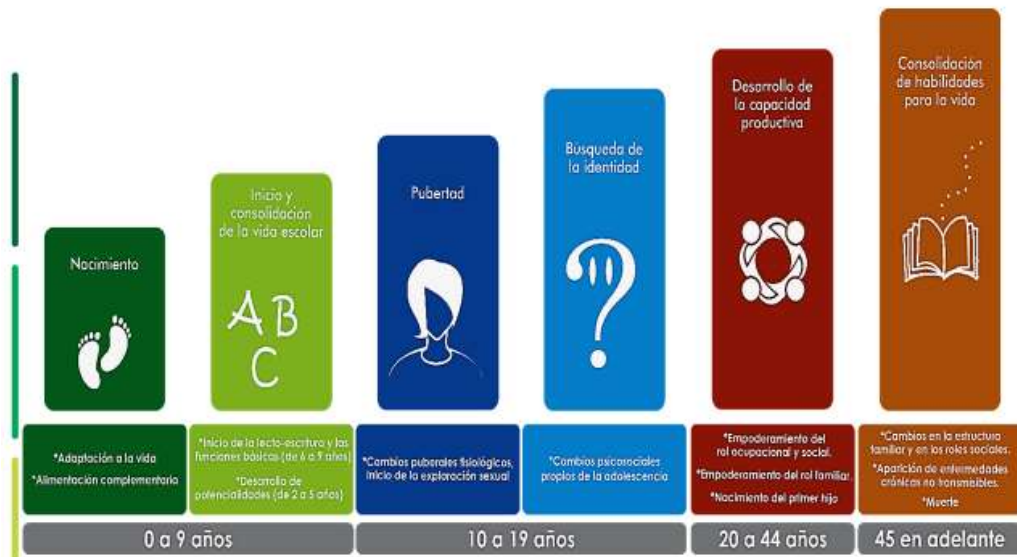 Nacimiento
Inicio y
consolidación
de la vida escolar
A B
C
Pubertad
Búsqueda de
la identidad
Desarrollo de
la capacidad
productiva
Consolidación
de habilidades
para la vida
*Adaptación a la vida
*Alimentación complementaria
*Inicio de la lecto-escritura y las
funciones básicas (de 6 a 9 años)
*Desarrollo de
potencialidades (de 2 a 5 años)
*Cambios puberales fisiológicos,
inicio de la exploración sexual
*Cambios psicosociales
propios de la adolescencia
*Empoderamiento del
rol ocupacional y social.
*Empoderamiento del rol familiar.
*Nacimiento del primer hijo
*Cambios en la estructura
familiar y en los roles sociales.
*Aparición de enfermedades
crónicas no transmisibles.
*Muerte
0 a 9 años
10 a 19 años
20 a 44 años
45 en adelante